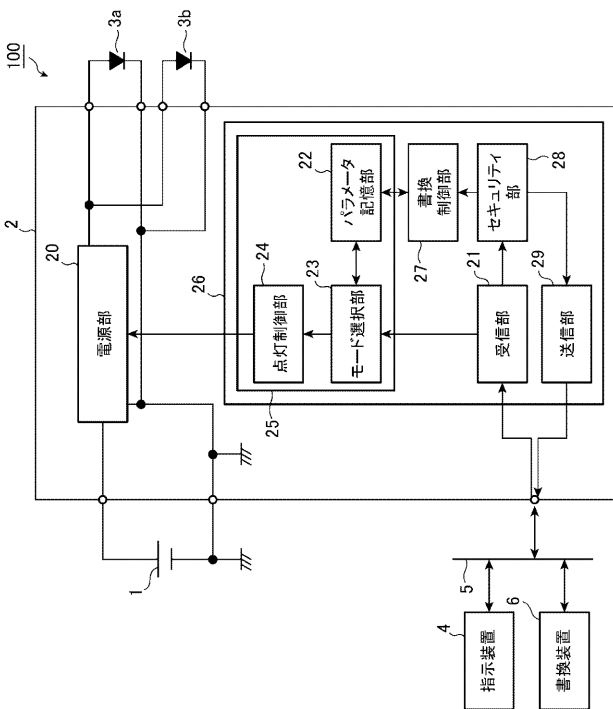 100
3a
3b
2
20
電源部
26
24
点灯制御部
23
モード選択部
25
22
パラメータ
記憶部
書換
制御部
27
セキュリティ
部
28
21
受信部
29
送信部
1
5
4
指示装置
6
書換装置